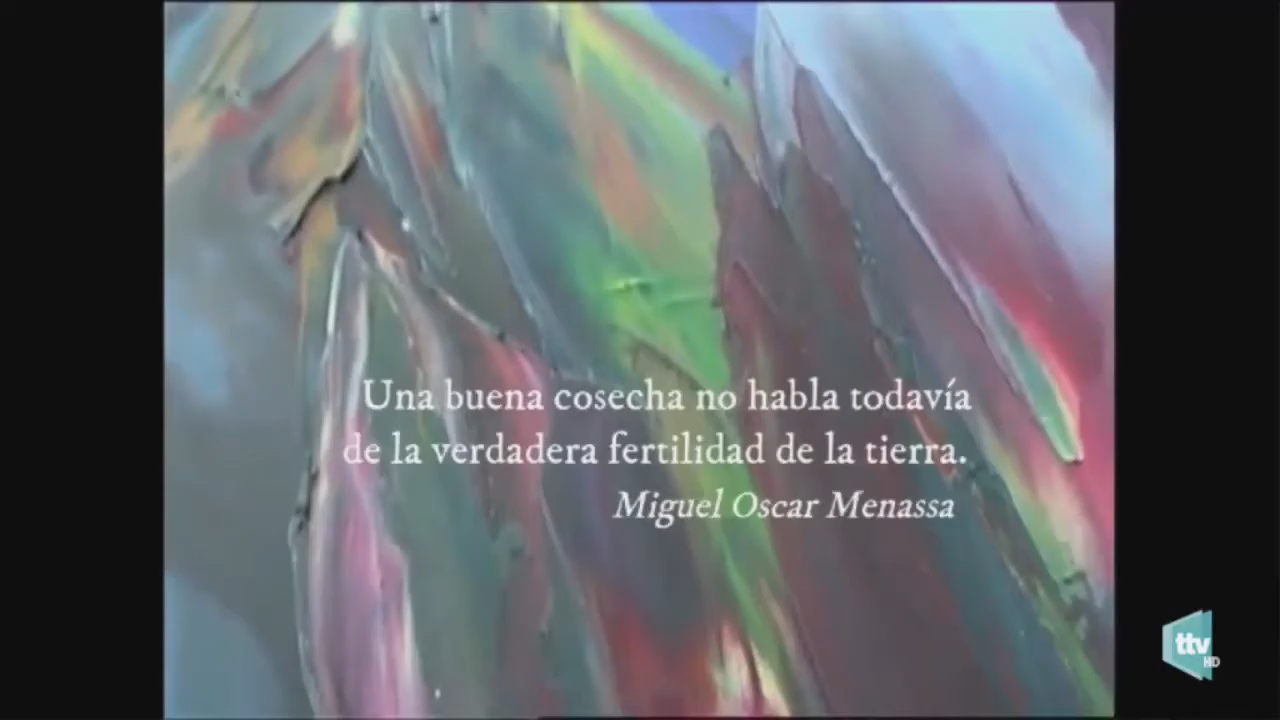 Una buena cosecha no habla todavía
de la verdadera fertilidad de la tierra.
Miguel Oscar Menassa
ttv
HD